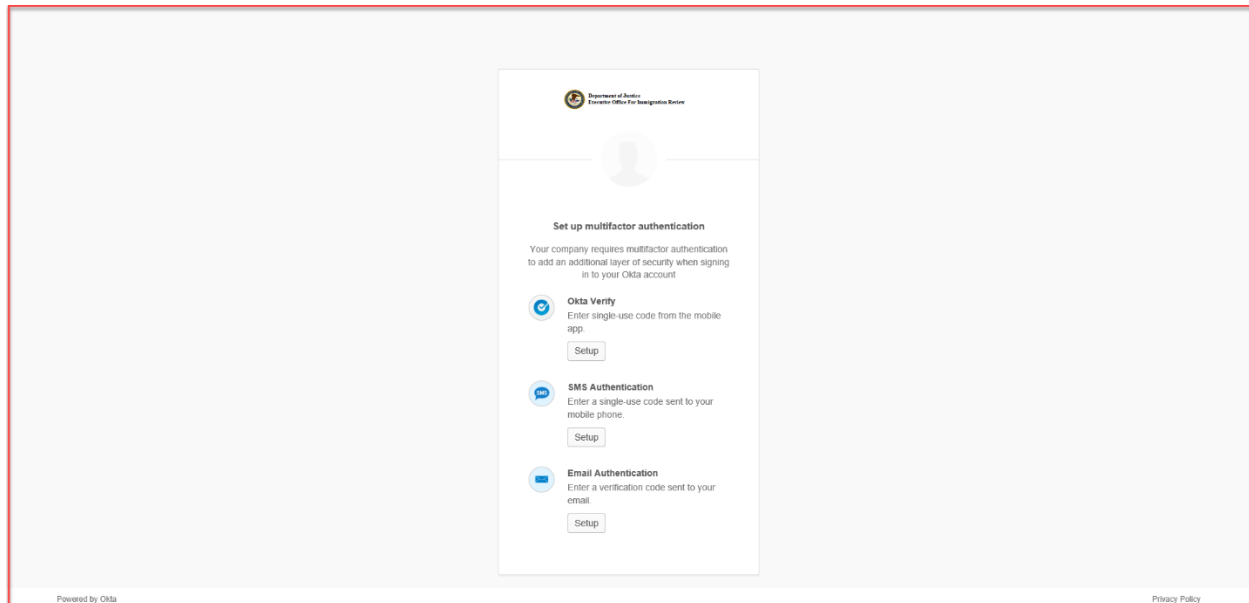 Department of Justice
Executive Office For Immigration Review
Set up multifactor authentication
Your company requires multifactor authentication
to add an additional layer of security when signing
in to your Okta account
Okta Verify
Enter single-use code from the mobile
app.
Setup
SMS
SMS Authentication
Enter a single-use code sent to your
mobile phone.
Setup
Email Authentication
Enter a verification code sent to your
email.
Setup
Powered by Okta
Privacy Policy